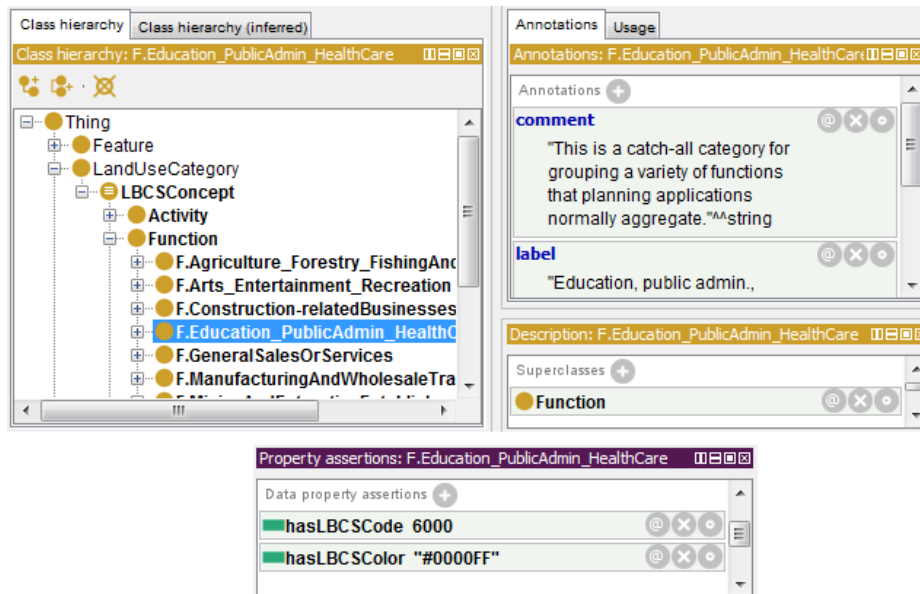 Class hierarchy
Class hierarchy (inferred)
Class hierarchy: F.Education_PublicAdmin_HealthCare
Thing
Feature
LandUseCategory
LBCSConcept
Activity
Function
F.Agriculture_Forestry_FishingAnd
F.Arts_Entertainment_Recreation
F.Construction-relatedBusinesses
F.Education_PublicAdmin_HealthC
F.GeneralSalesOrServices
F.ManufacturingAndWholesaleTra
Annotations
Usage
Annotations: F.Education_PublicAdmin_HealthCare
Annotations
comment
"This is a catch-all category for
grouping a variety of functions
that planning applications
normally aggregate."^^string
label
"Education, public admin.,
Description: F.Education_PublicAdmin_HealthCare
Superclasses
Function
Property assertions: F.Education_PublicAdmin_HealthCare
Data property assertions
hasLBCSCode 6000
hasLBCSColor "#0000FF"